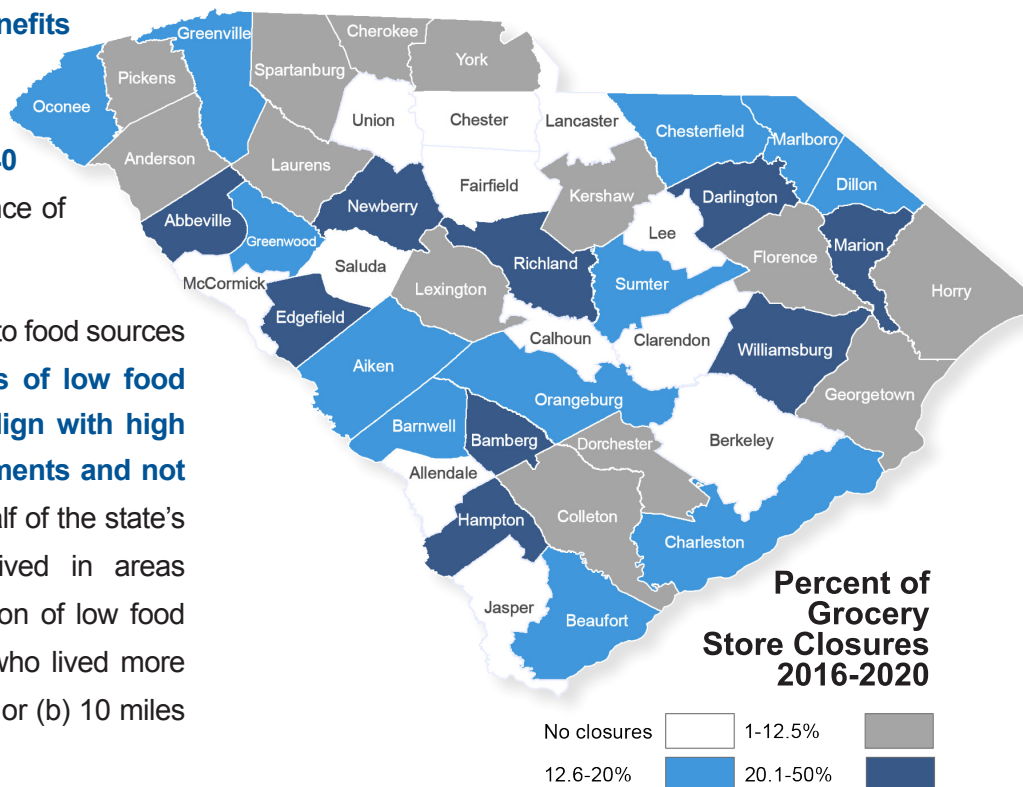 nefits
40
nce of
to food sources
s of low food
lign with high
ments and not
alf of the state's
ived in areas
on of low food
who lived more
or (b) 10 miles
Greenville
Cherokee
York
Spartanburg
Pickens
Oconee
Union
Chester
Lancaster
Chesterfield
Marlboro
Anderson
Laurens
Fairfield
Kershaw
Darlington
Dillon
Abbeville
Newberry
Greenwood
Lee
Marion
Saluda
Richland
Florence
McCormick
Lexington
Sumter
Horry
Edgefield
Calhoun
Clarendon
Williamsburg
Aiken
Orangeburg
Georgetown
Barnwell
Bamberg
Dorchester
Berkeley
Allendale
Hampton
Colleton
Charleston
Jasper
Beaufort
Percent of
Grocery
Store Closures
2016-2020
No closures 1-12.5%
12.6-20% 20.1-50%